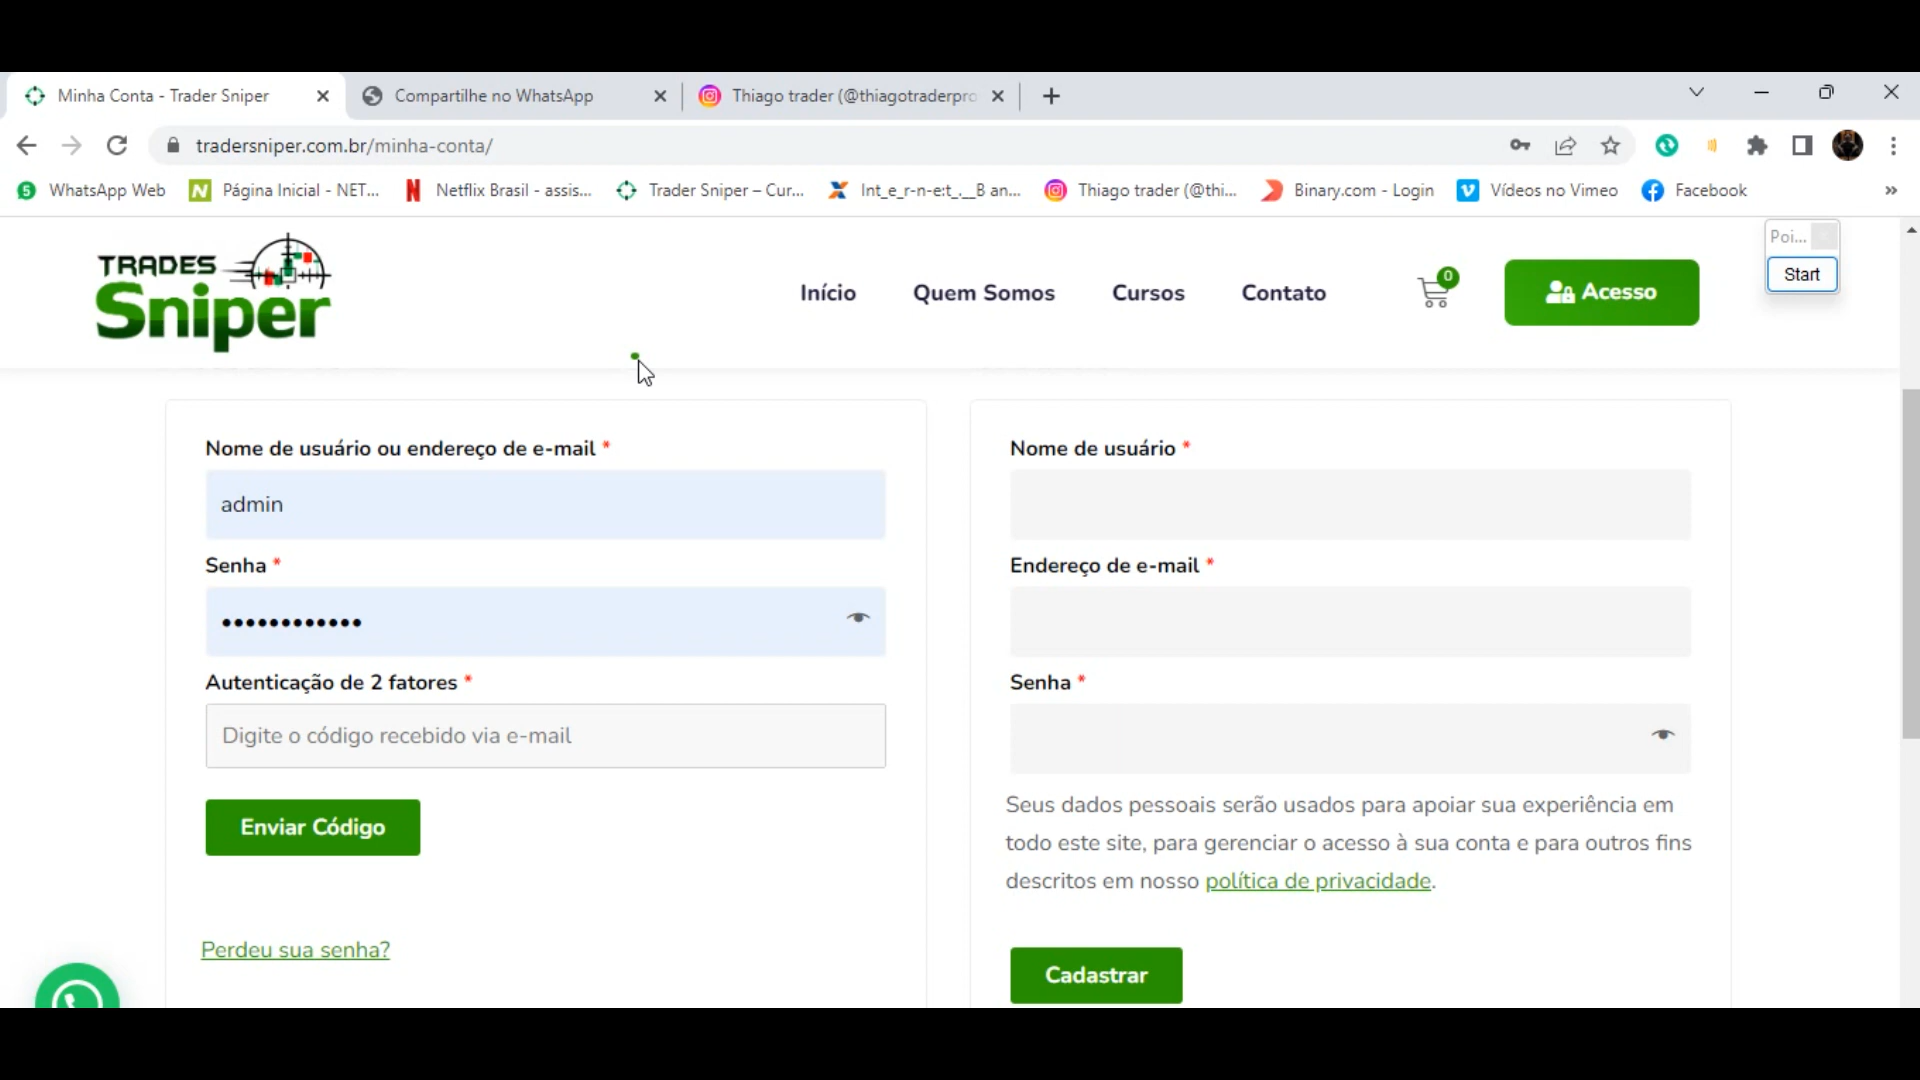 Minha Conta - Trader Sniper
Compartilhe no WhatsApp
Thiago trader (@thiagotraderpro
tradersniper.com.br/minha-conta/
WhatsApp Web
Página Inicial - NET...
Netflix Brasil - assis...
Trader Sniper – Cur...
Int_e_r-n-e:t_.__B an...
Thiago trader (@thi...
Binary.com - Login
Vídeos no Vimeo
Facebook
»
Poi...
Start
TRADES
Sniper
Início
Quem Somos
Cursos
Contato
0
Acesso
Nome de usuário ou endereço de e-mail *
admin
Senha *
••••••••••••
Autenticação de 2 fatores *
Digite o código recebido via e-mail
Enviar Código
Perdeu sua senha?
Nome de usuário *
Endereço de e-mail *
Senha *
Seus dados pessoais serão usados para apoiar sua experiência em
todo este site, para gerenciar o acesso à sua conta e para outros fins
descritos em nosso política de privacidade.
Cadastrar